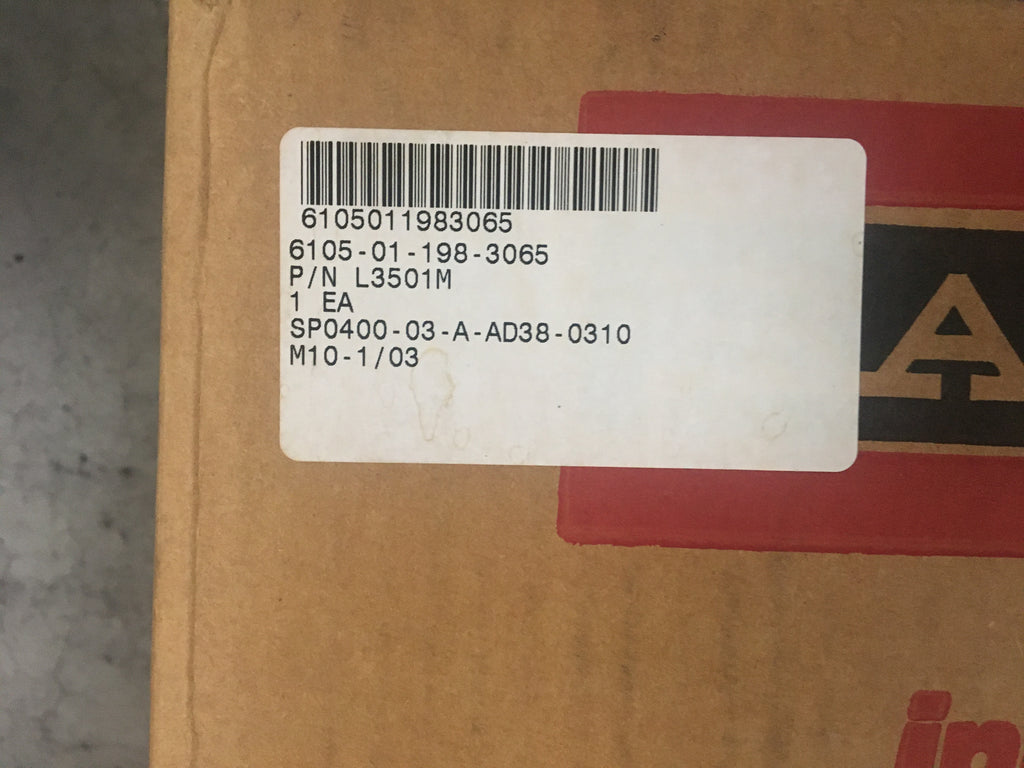 6105011983065
6105-01-198-3065
P/N L3501M
1 EA
SP0400-03-A-AD38-0310
M10-1/03
A